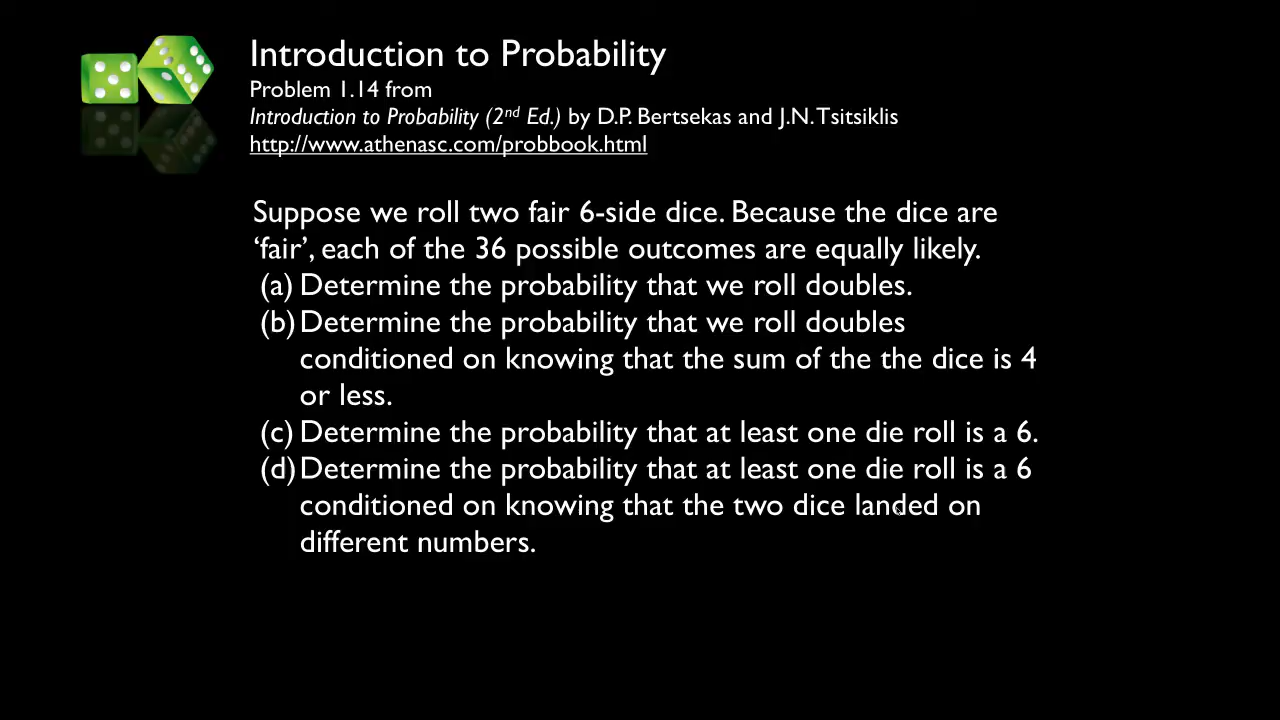 Introduction to Probability
Problem 1.14 from
Introduction to Probability (2nd Ed.) by D.P. Bertsekas and J.N. Tsitsiklis
http://www.athenasc.com/probbook.html
Suppose we roll two fair 6-side dice. Because the dice are
‘fair’, each of the 36 possible outcomes are equally likely.
(a) Determine the probability that we roll doubles.
(b) Determine the probability that we roll doubles
conditioned on knowing that the sum of the the dice is 4
or less.
(c) Determine the probability that at least one die roll is a 6.
(d) Determine the probability that at least one die roll is a 6
conditioned on knowing that the two dice landed on
different numbers.